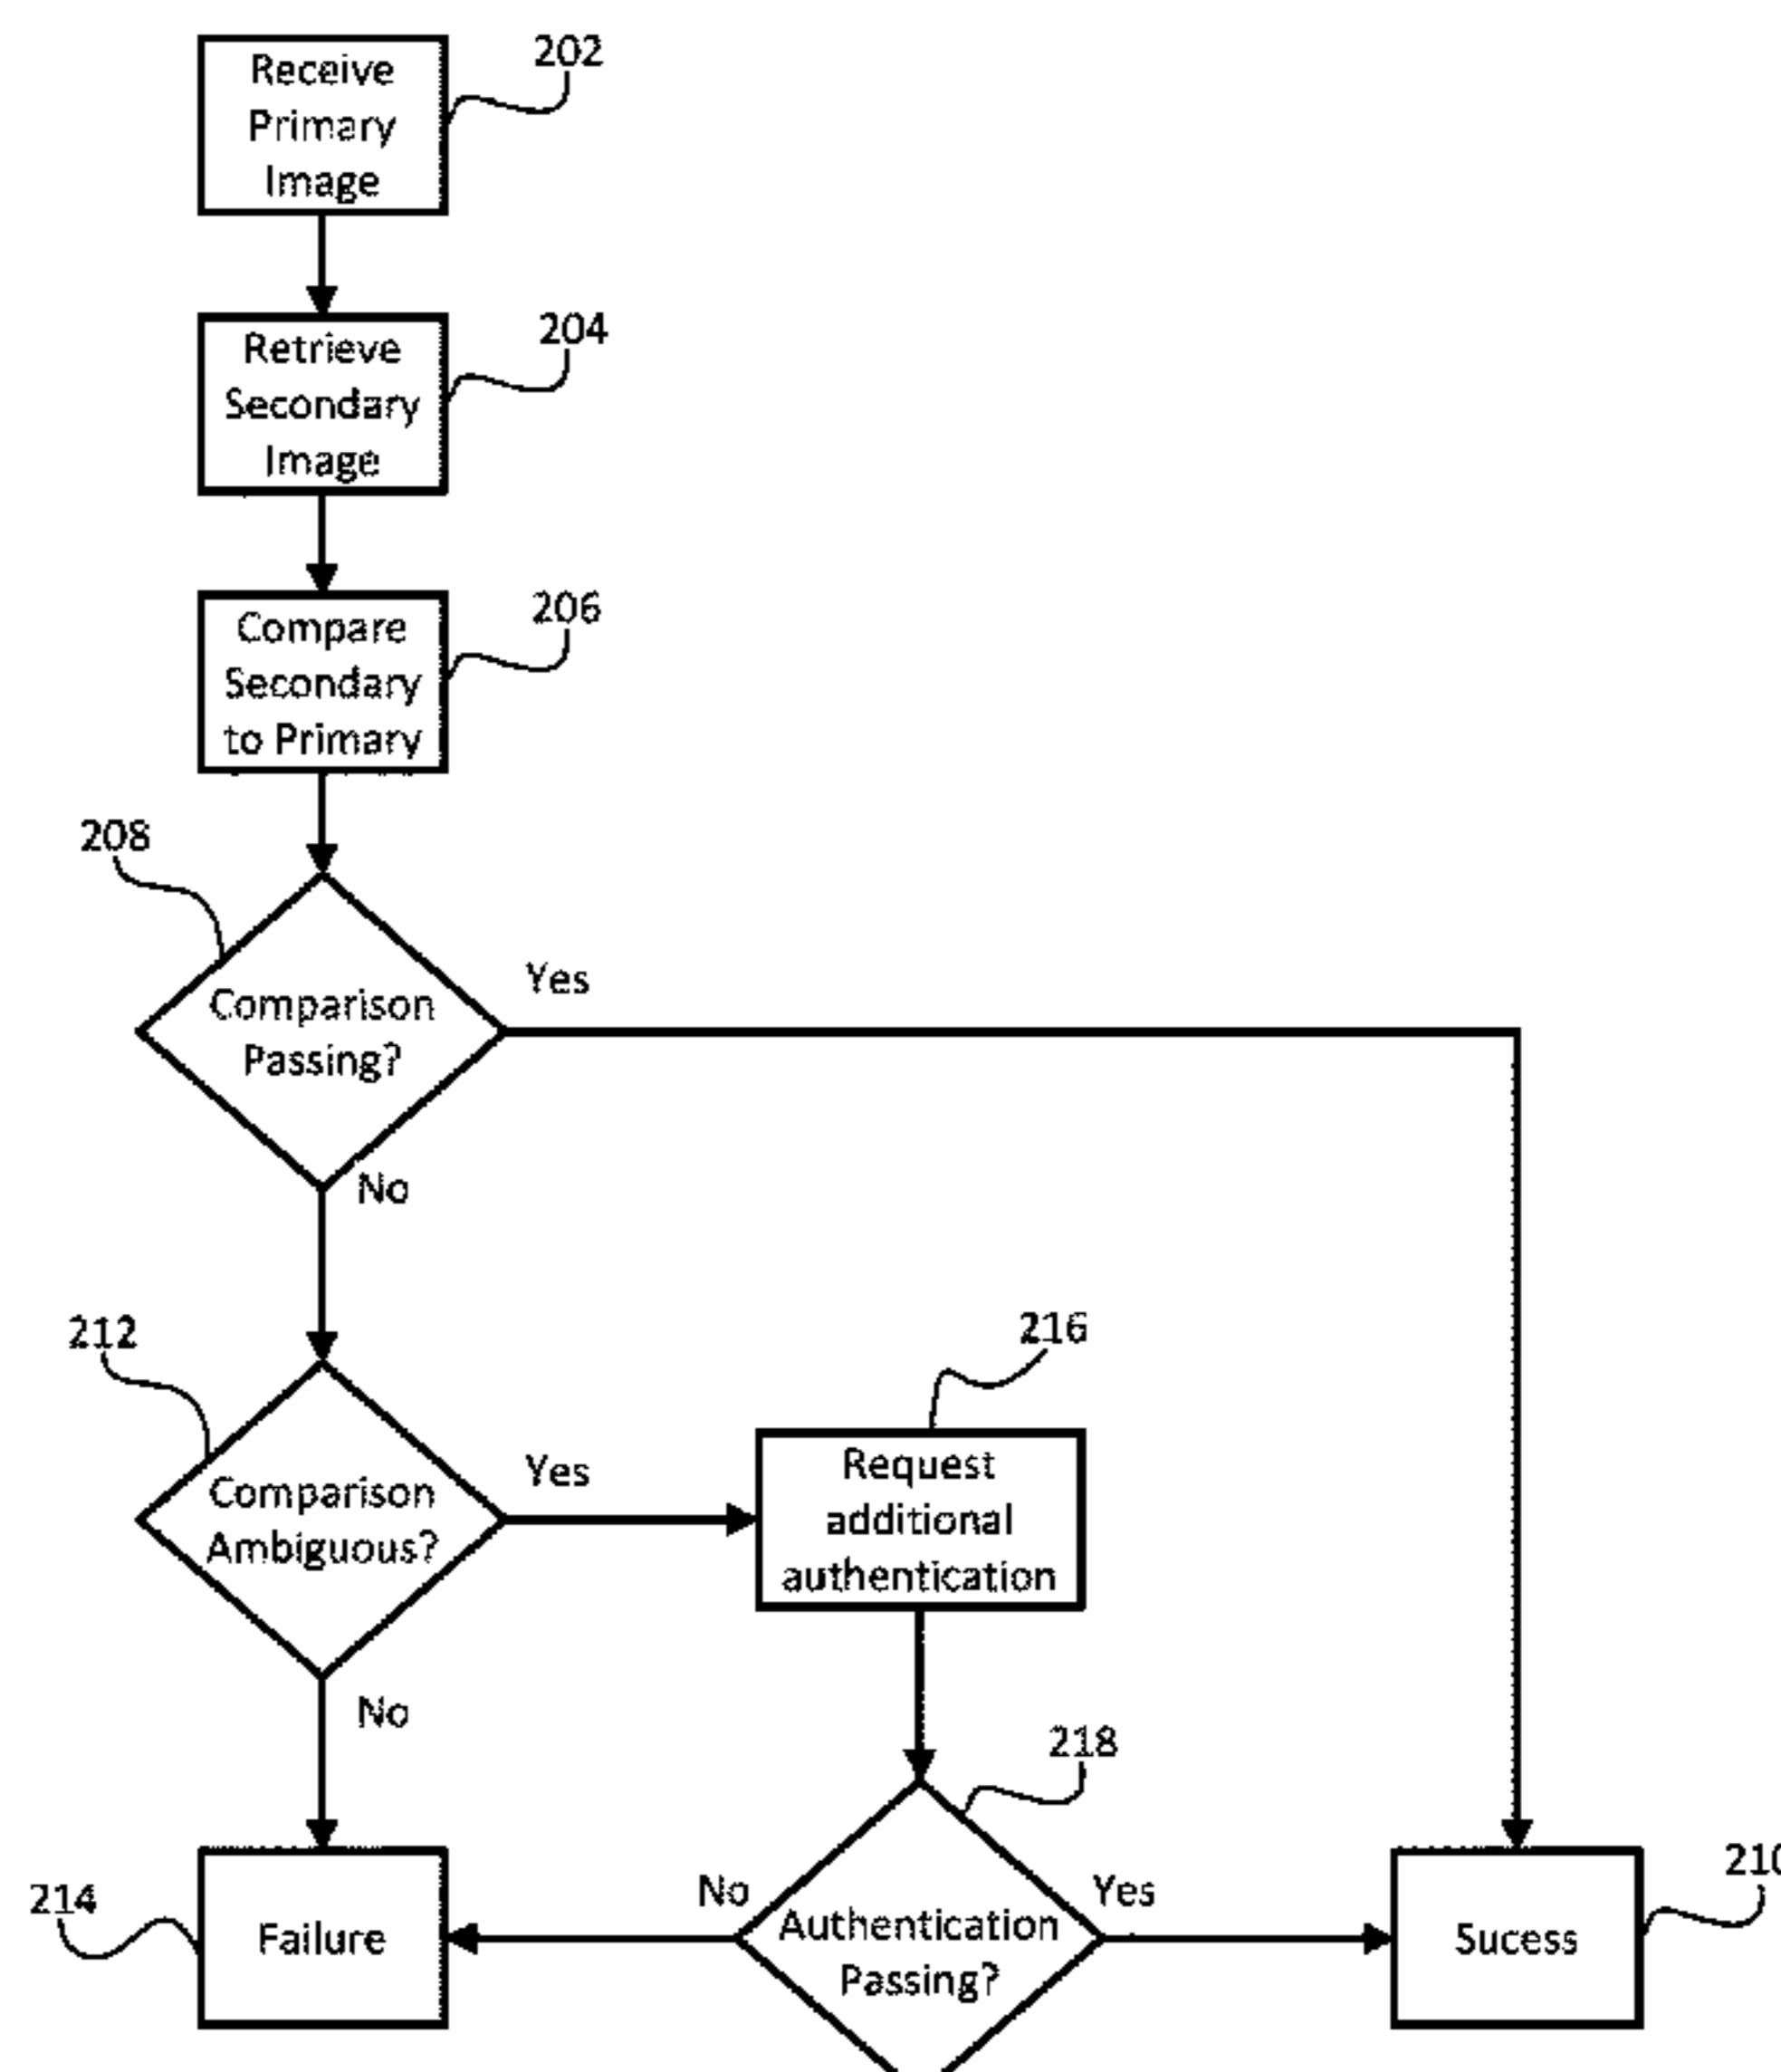 202
Receive
Primary
Image
204
Retrieve
Secondary
Image
206
Compare
Secondary
to Primary
208
Comparison
Passing?
Yes
No
212
Comparison
Ambiguous?
Yes
No
216
Request
additional
authentication
218
Authentication
Passing?
No
Yes
214
Failure
210
Sucess